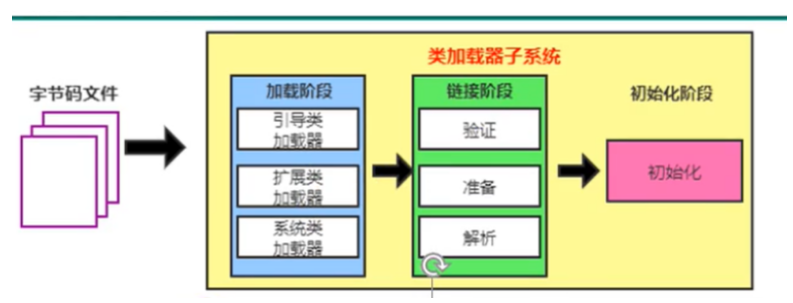 类加载器子系统
字节码文件
加载阶段
引导类
加载器
扩展类
加载器
系统类
加载器
链接阶段
验证
准备
解析
初始化阶段
初始化